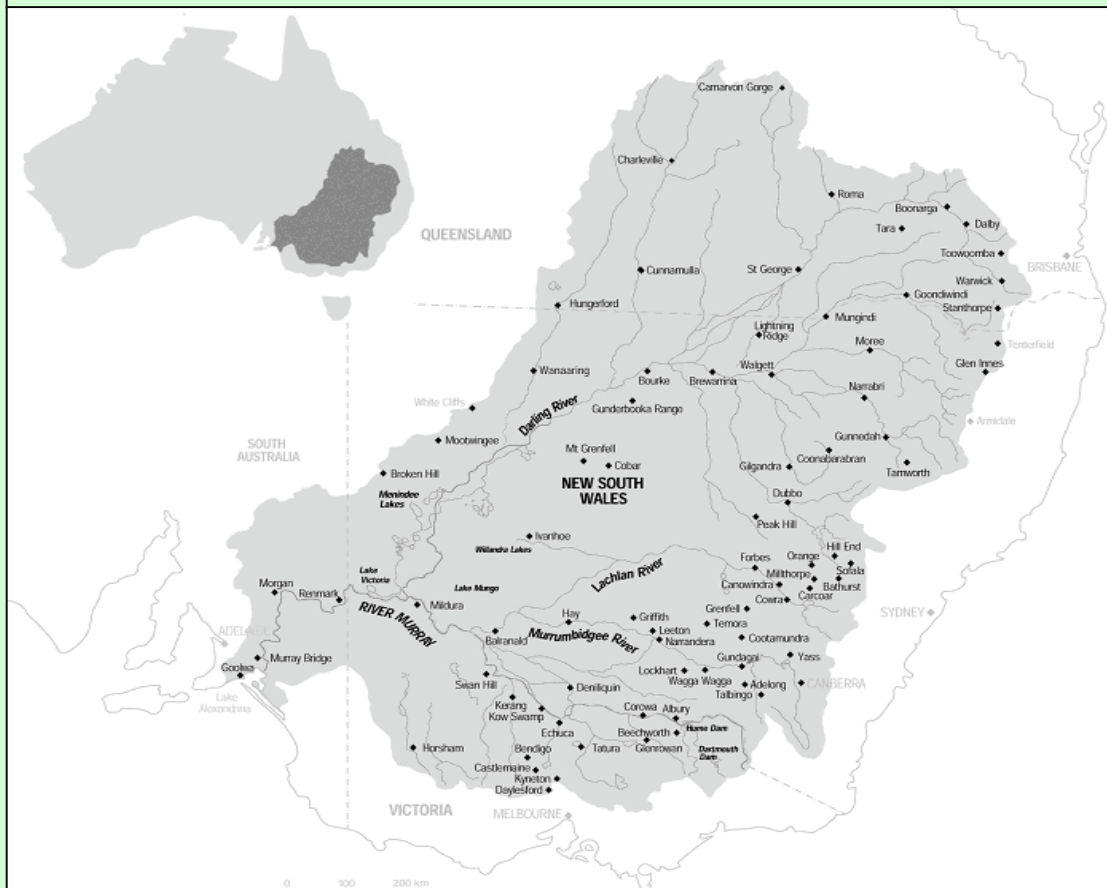 Carnarvon Gorge
Charleville
Roma
Boonarga
Tara
Dalby
QUEENSLAND
Toowoomba
BRISBANE
Cunnamulla
St George
Warwick
Goondiwindi
Hungerford
Stanthorpe
Mungindi
Lightning
Ridge
Moree
Tenterfield
Glen Innes
Wanaaring
Bourke
Brewarrina
Walgett
Narrabri
White Cliffs
Darling River
Gunderbooka Range
Armidale
Mootwingee
SOUTH
AUSTRALIA
Mt Grenfell
Cobar
Gunnedah
Coonabarabran
Gilgandra
Tamworth
Broken Hill
NEW SOUTH
WALES
Menindee
Lakes
Dubbo
Peak Hill
Ivanhoe
Willandra Lakes
Hill End
Orange
Forbes
Sofala
Millthorpe
Lake
Victoria
Lachlan River
Canowindra
Bathurst
Carcoar
Morgan
Renmark
Lake Mungo
Cowra
Mildura
RIVER MURRAY
Grenfell
SYDNEY
Hay
Griffith
Temora
ADELAIDE
Balranald
Murrumbidgee River
Leeton
Narrandera
Cootamundra
Murray Bridge
Goolwa
Gundagai
Yass
Lockhart
Wagga Wagga
Swan Hill
Deniliquin
Adelong
Talbingo
CANBERRA
Lake
Alexandrina
Kerang
Kow Swamp
Corowa
Albury
Echuca
Beechworth
Hume Dam
Horsham
Bendigo
Tatura
Glenrowan
Dartmouth
Dam
Castlemaine
Kyneton
Daylesford
VICTORIA
MELBOURNE
0 100 200 km